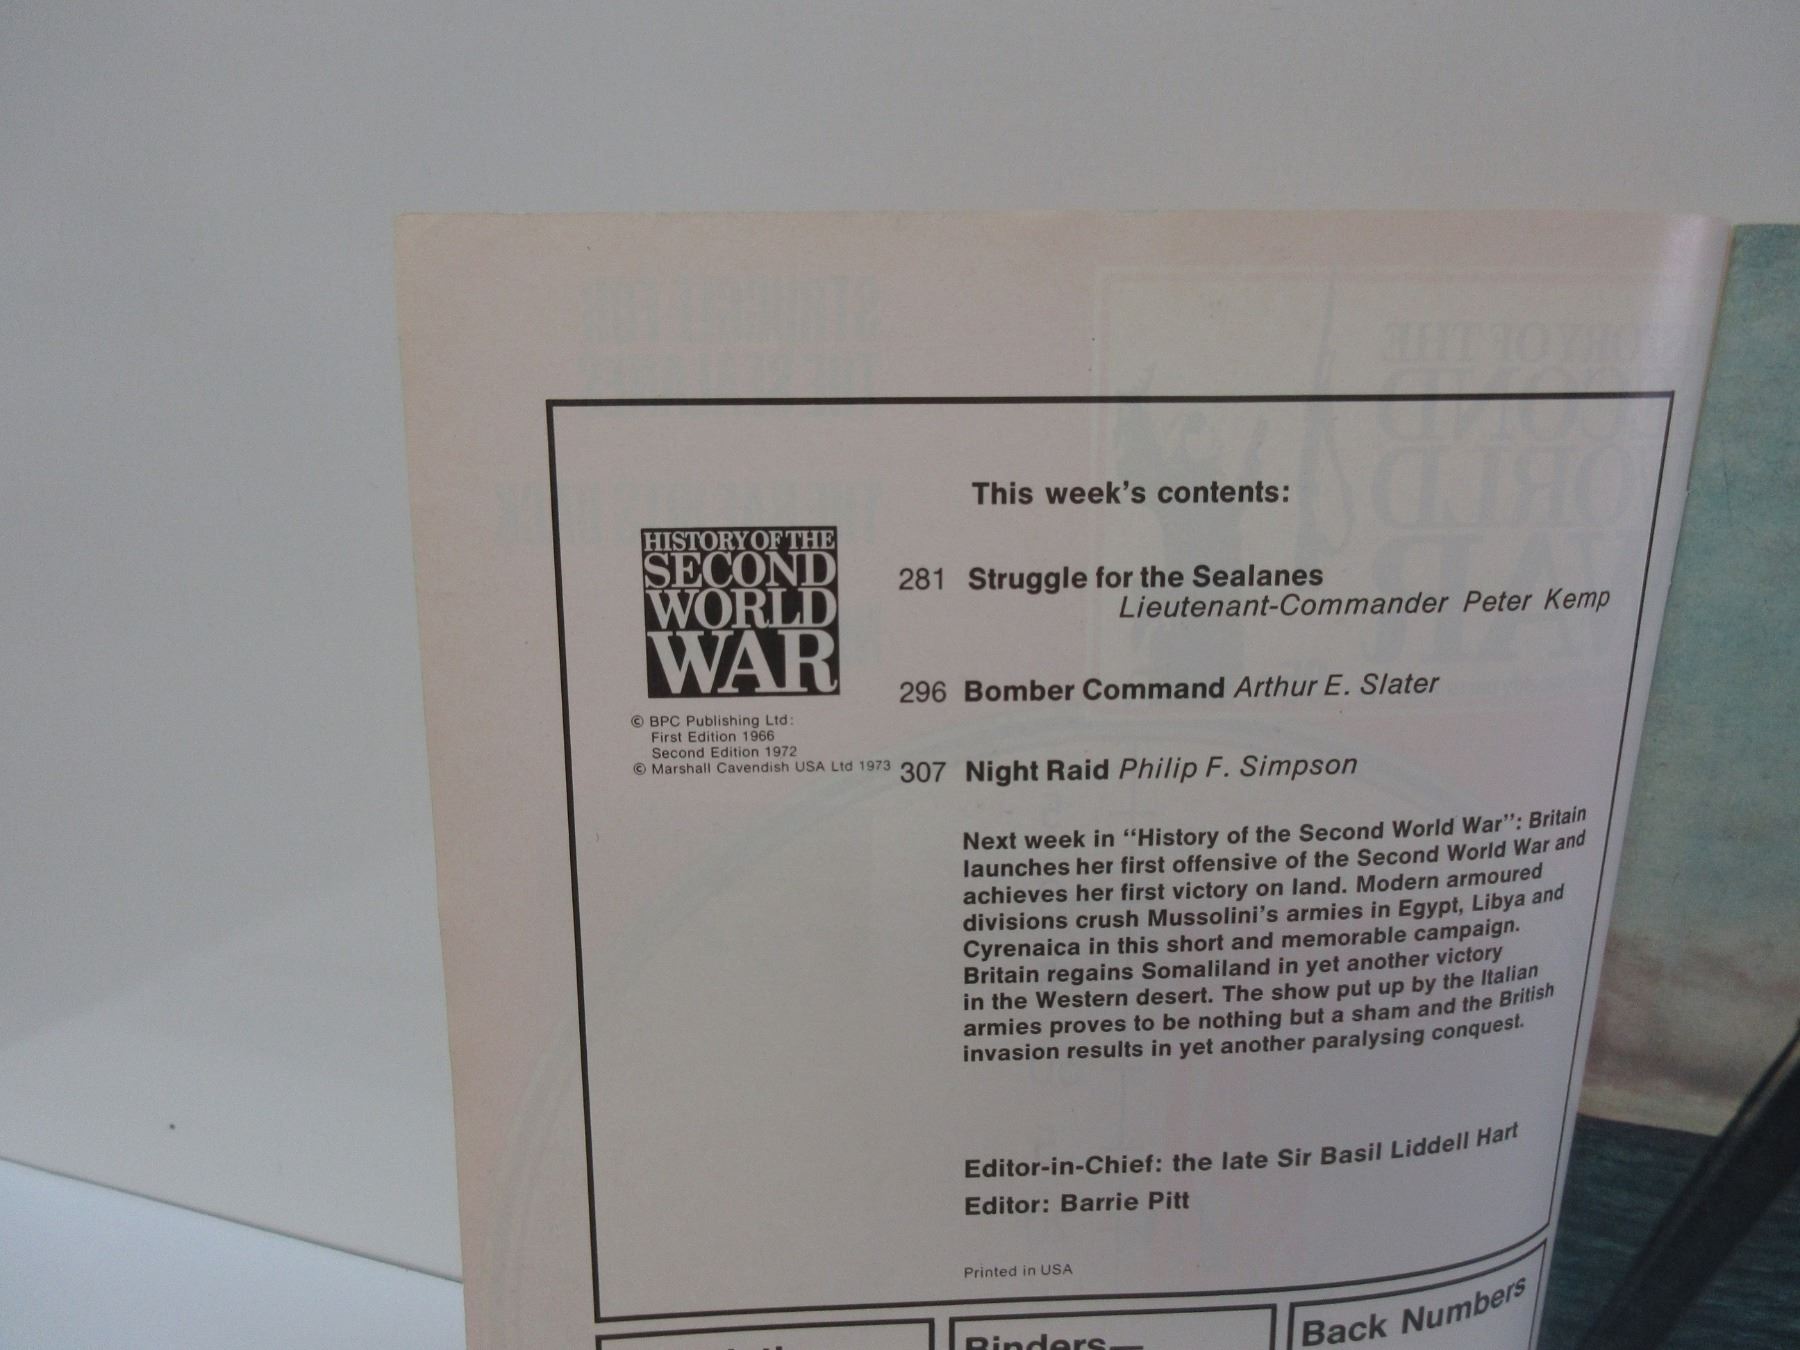 This week's contents:
HISTORY OF THE
SECOND
WORLD
WAR
© BPC Publishing Ltd:
First Edition 1966
Second Edition 1972
© Marshall Cavendish USA Ltd 1973
281 Struggle for the Sealanes
Lieutenant-Commander Peter Kemp
296 Bomber Command Arthur E. Slater
307 Night Raid Philip F. Simpson
Next week in “History of the Second World War”: Britain
launches her first offensive of the Second World War and
achieves her first victory on land. Modern armoured
divisions crush Mussolini's armies in Egypt, Libya and
Cyrenaica in this short and memorable campaign.
Britain regains Somaliland in yet another victory
in the Western desert. The show put up by the Italian
armies proves to be nothing but a sham and the British
invasion results in yet another paralysing conquest.
Editor-in-Chief: the late Sir Basil Liddell Hart
Editor: Barrie Pitt
Printed in USA
Binders—
Back Numbers